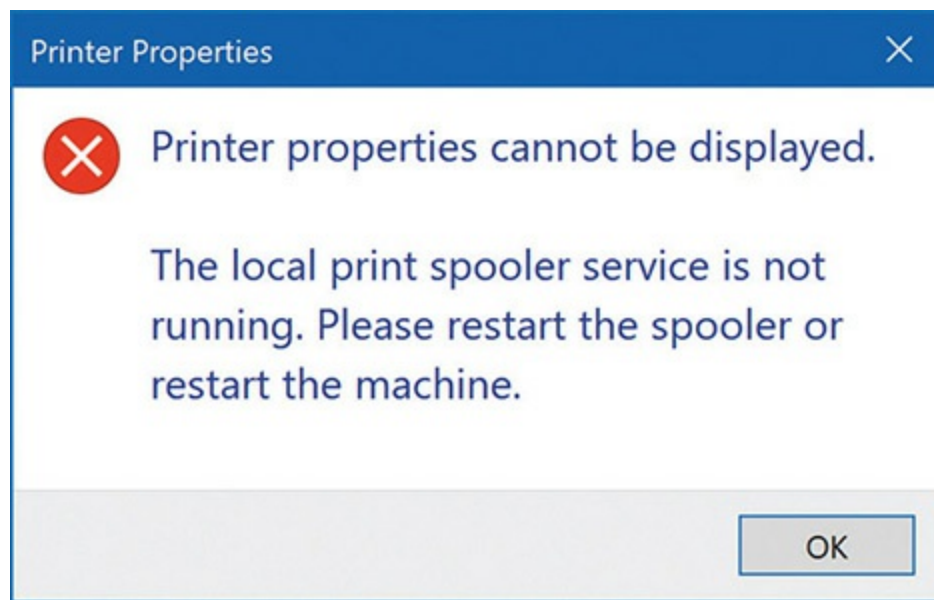 Printer Properties
Printer properties cannot be displayed.
The local print spooler service is not
running. Please restart the spooler or
restart the machine.
OK